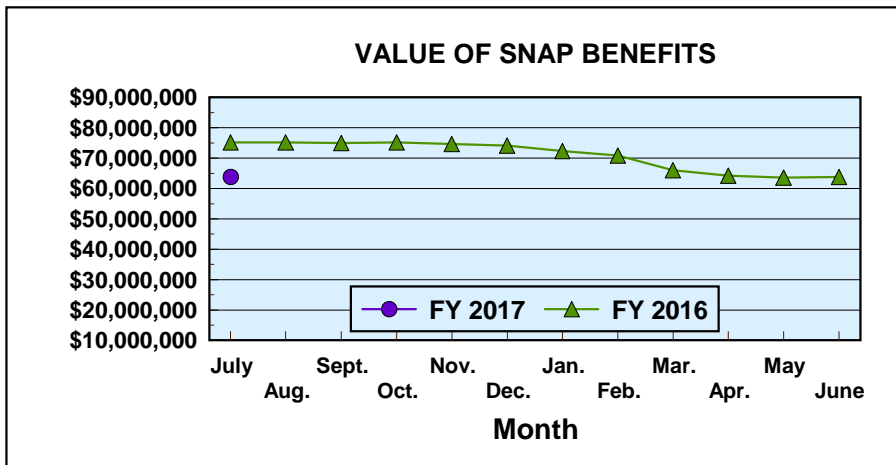 VALUE OF SNAP BENEFITS
$90,000,000
$80,000,000
$70,000,000
$60,000,000
$50,000,000
$40,000,000
$30,000,000
$20,000,000
$10,000,000
FY 2017 FY 2016
July Sept. Nov. Jan. Mar. May
Aug. Oct. Dec. Feb. Apr. June
Month